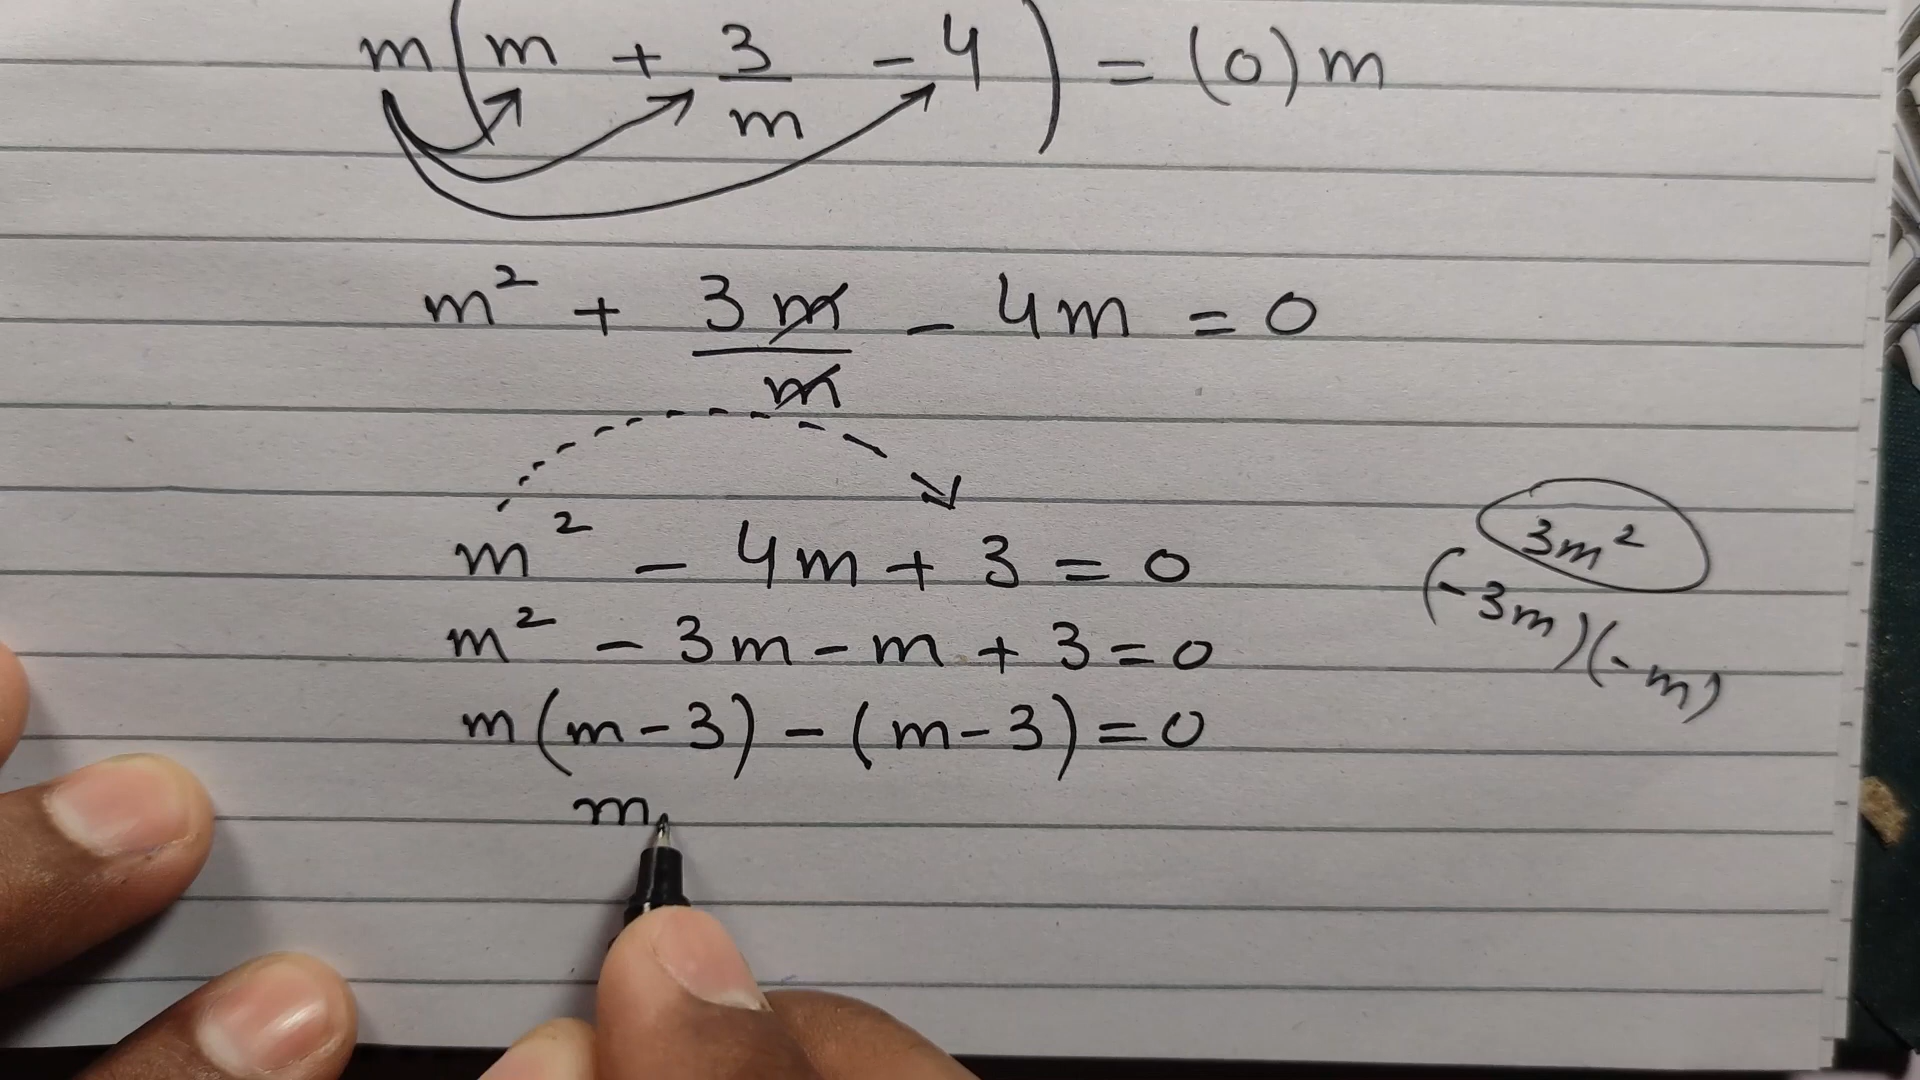 m(m + 3/m - 4) = (0)m
m² + 3m/m - 4m = 0
m² - 4m + 3 = 0
m² - 3m - m + 3 = 0
m(m - 3) - (m - 3) = 0
m
3m²
(-3m)(-m)